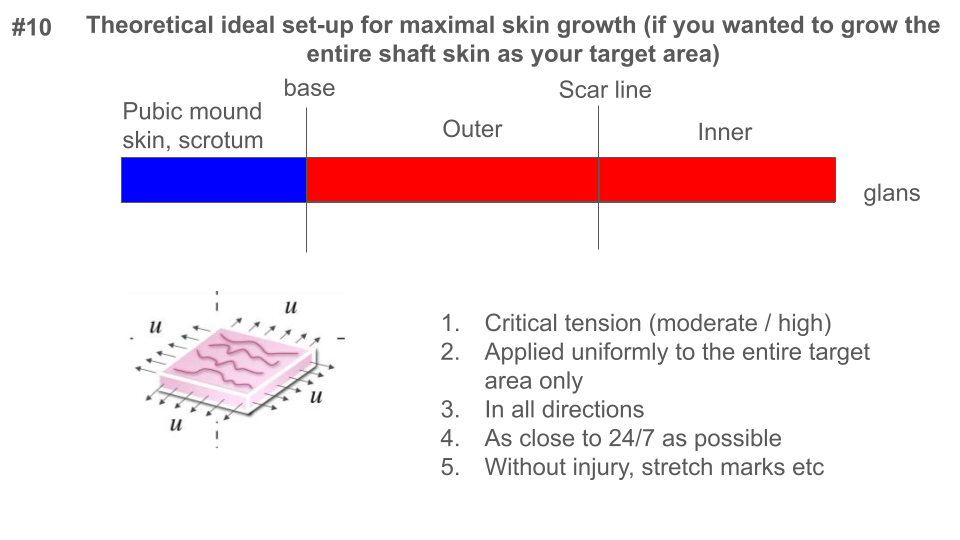 #10
Theoretical ideal set-up for maximal skin growth (if you wanted to grow the
entire shaft skin as your target area)
base
Scar line
Pubic mound
skin, scrotum
Outer
Inner
glans
u
u
u
u
1. Critical tension (moderate / high)
2. Applied uniformly to the entire target
area only
3. In all directions
4. As close to 24/7 as possible
5. Without injury, stretch marks etc